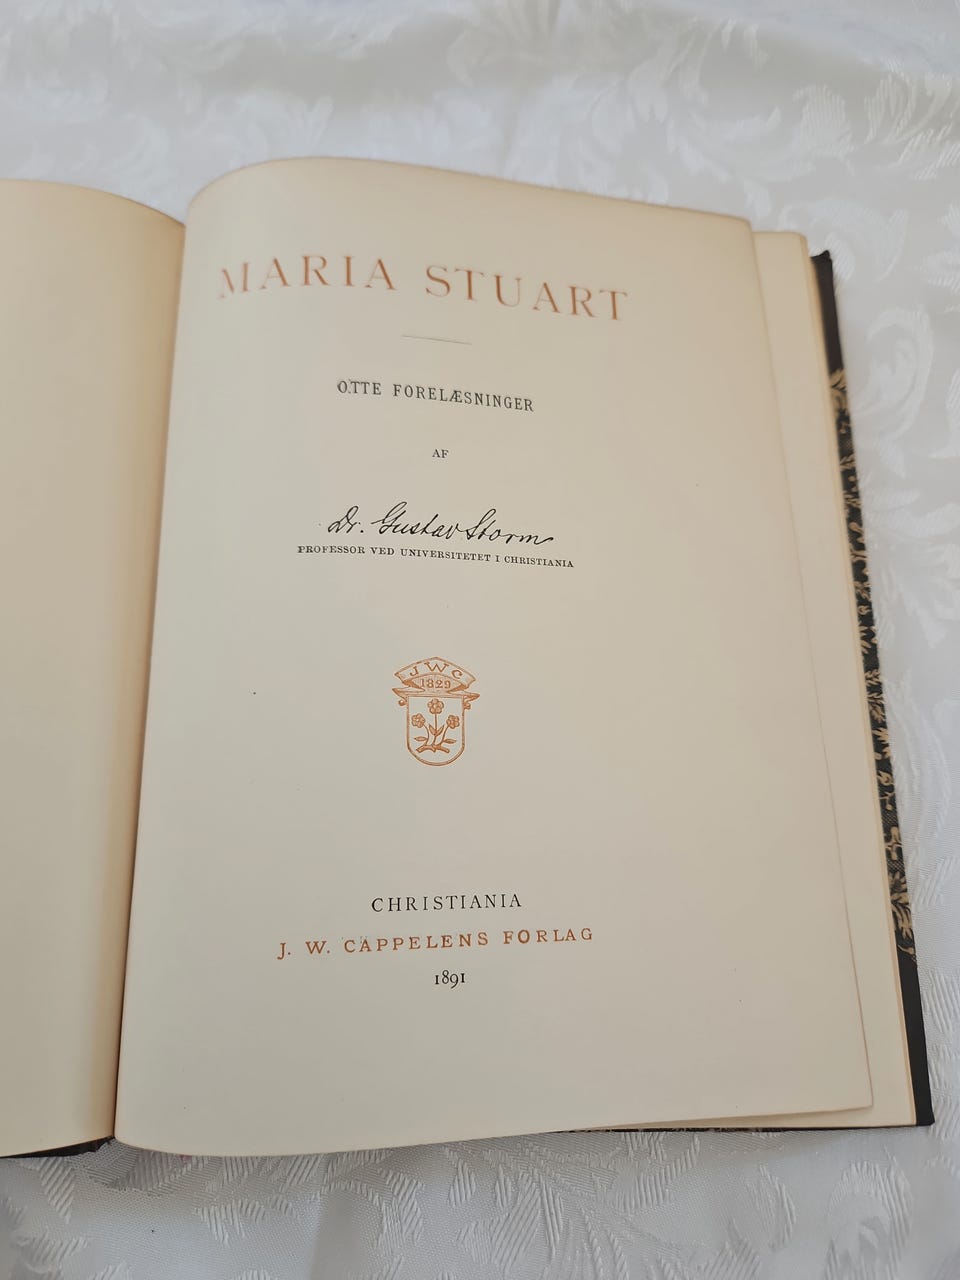 MARIA STUART
OTTE FORELÆSNINGER
AF
Dr. Gustav Storm
PROFESSOR VED UNIVERSITETET I CHRISTIANIA
JWC
1829
CHRISTIANIA
J. W. CAPPELENS FORLAG
1891